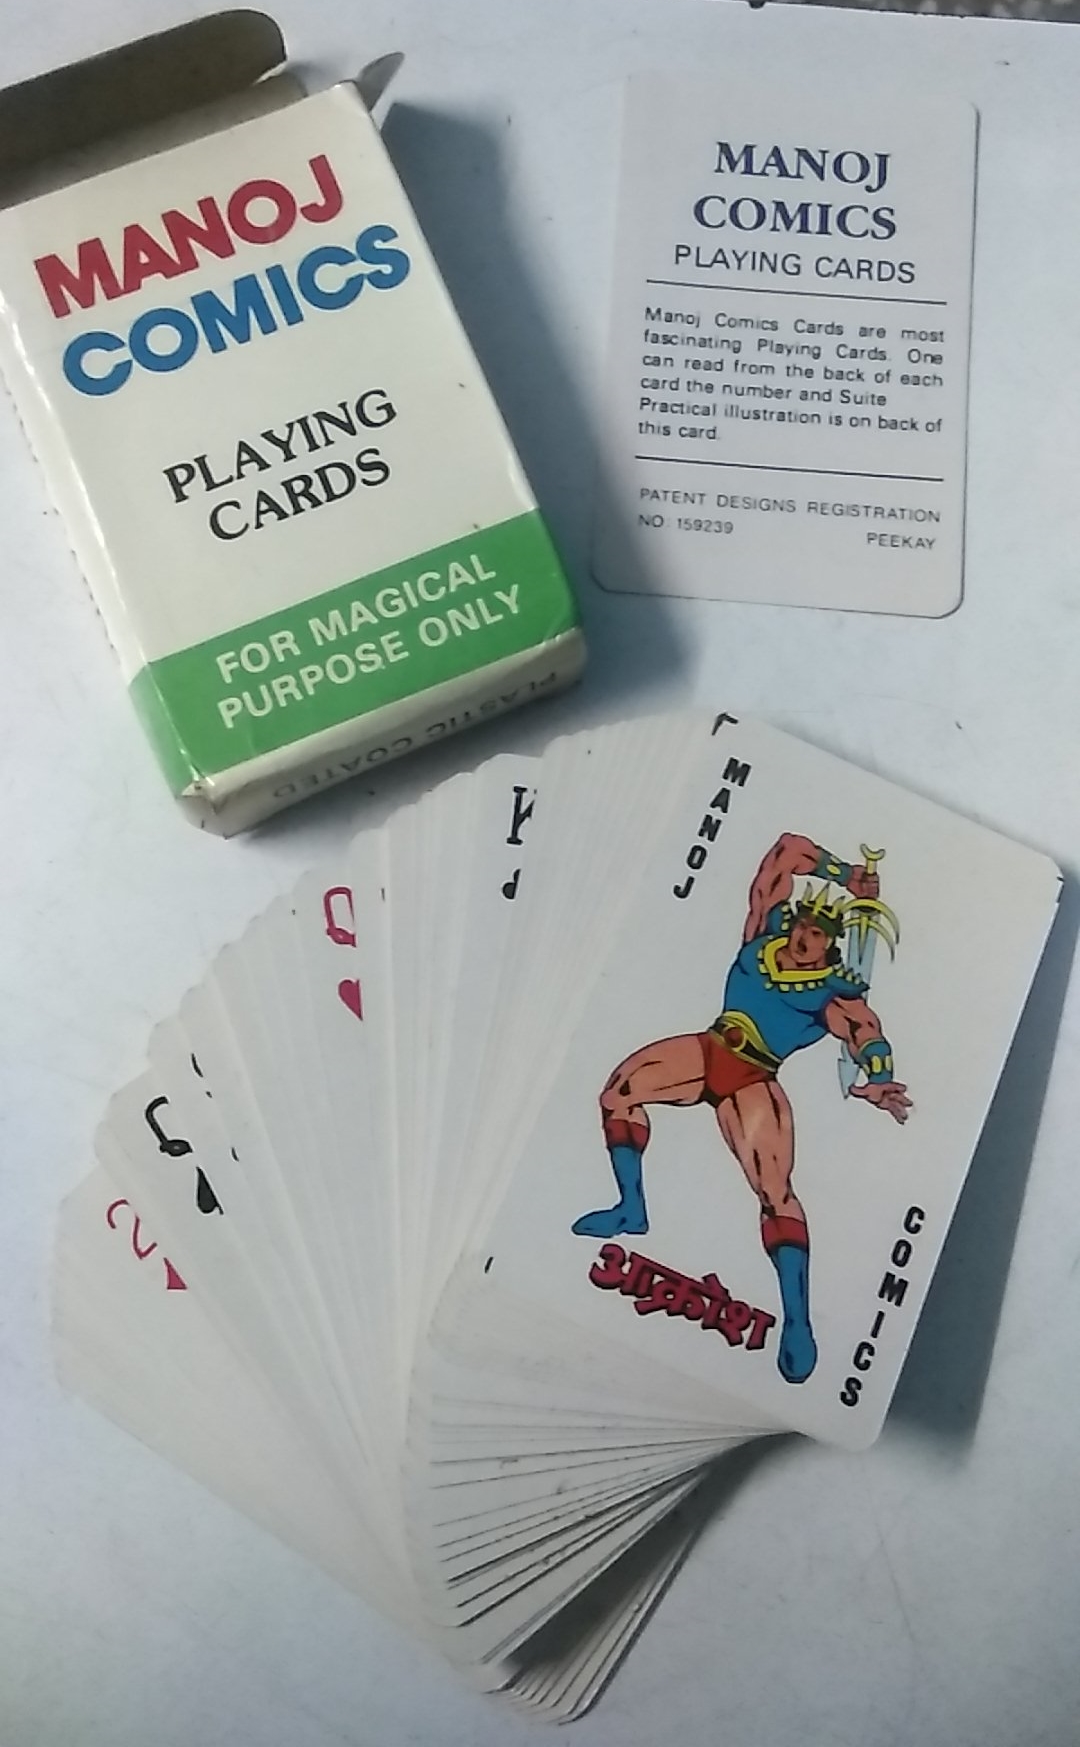 MANOJ
COMICS
PLAYING
CARDS
FOR MAGICAL
PURPOSE ONLY
PLASTIC COATED
MANOJ
COMICS
PLAYING CARDS
Manoj Comics Cards are most
fascinating Playing Cards. One
can read from the back of each
card the number and Suite
Practical illustration is on back of
this card.
PATENT DESIGNS REGISTRATION
NO. 159239
PEEKAY
MANOJ
आक्रोश
COMICS
K
Q
2